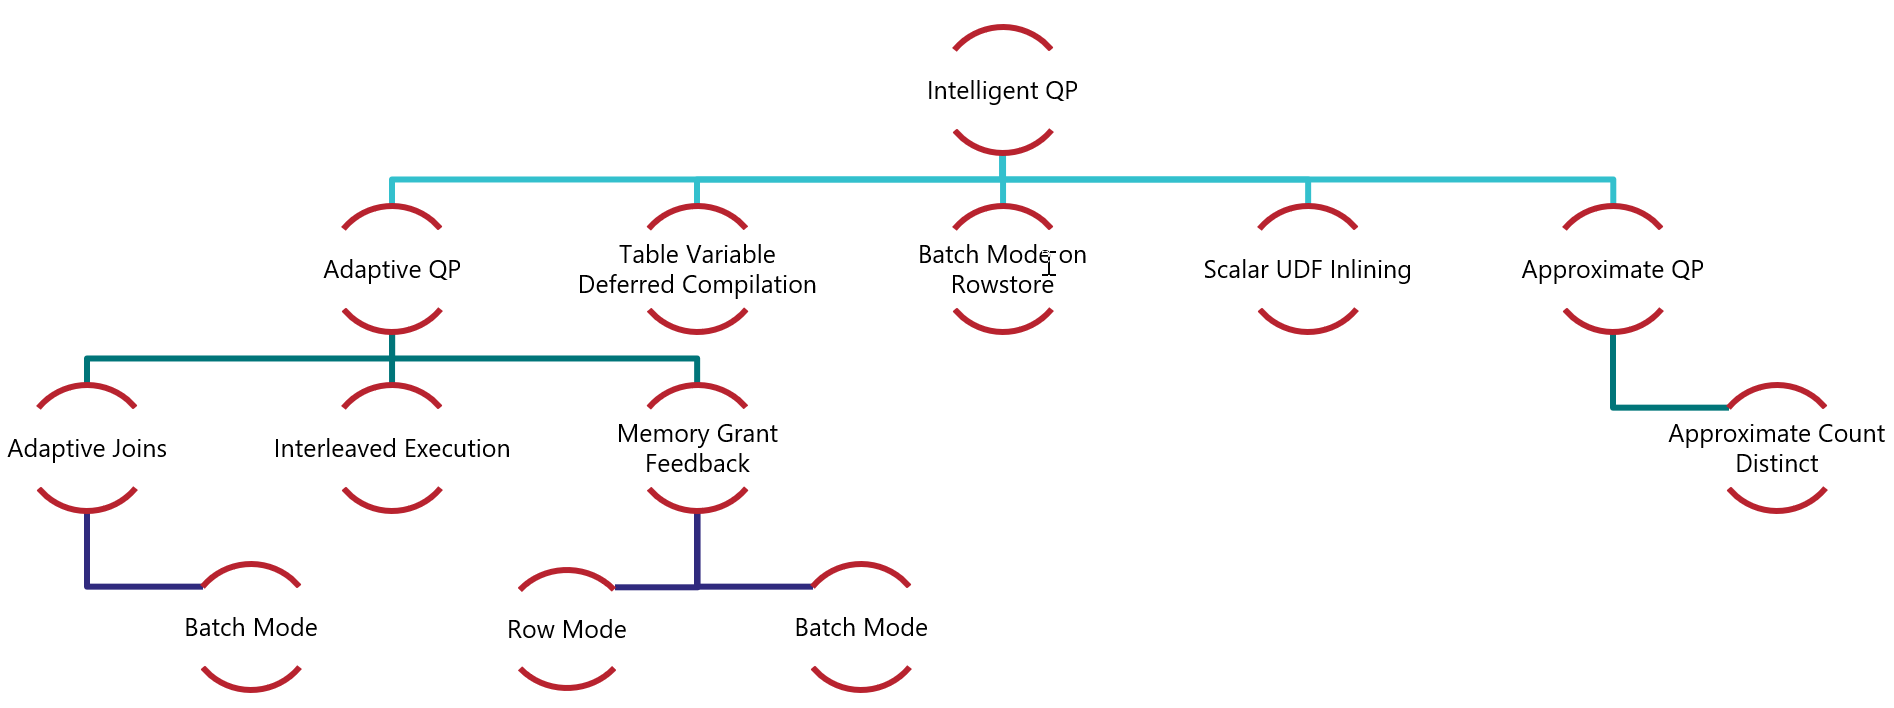 Intelligent QP
Adaptive QP
Table Variable
Deferred Compilation
Batch Mode on
Rowstore
Scalar UDF Inlining
Approximate QP
Adaptive Joins
Interleaved Execution
Memory Grant
Feedback
Approximate Count
Distinct
Batch Mode
Row Mode
Batch Mode